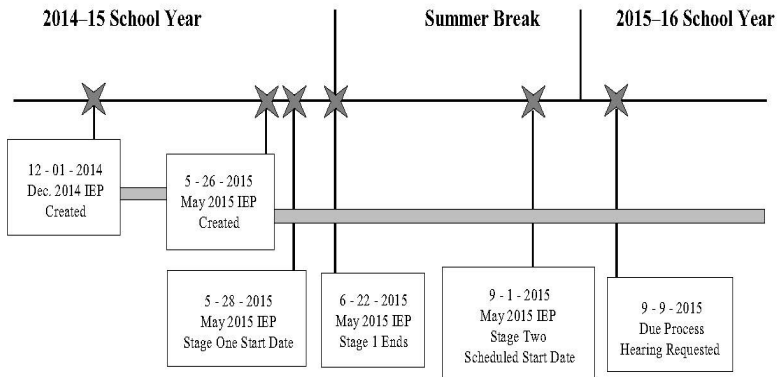 2014–15 School Year
Summer Break
2015–16 School Year
12 - 01 - 2014
Dec. 2014 IEP
Created
5 - 26 - 2015
May 2015 IEP
Created
5 - 28 - 2015
May 2015 IEP
Stage One Start Date
6 - 22 - 2015
May 2015 IEP
Stage 1 Ends
9 - 1 - 2015
May 2015 IEP
Stage Two
Scheduled Start Date
9 - 9 - 2015
Due Process
Hearing Requested